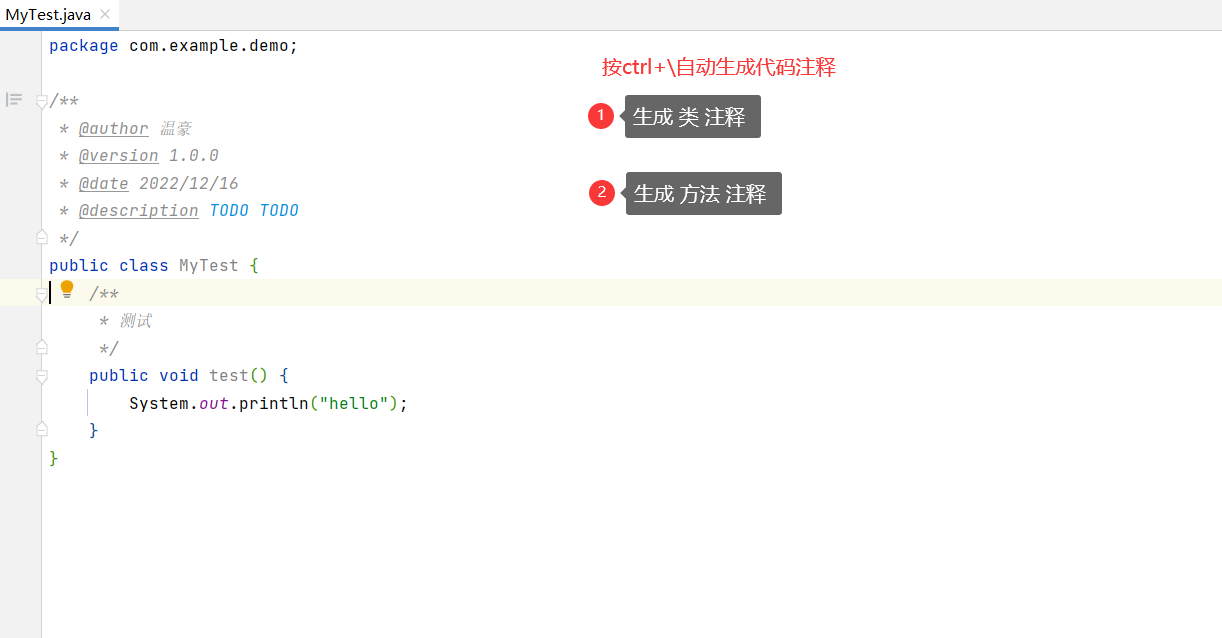 MyTest.java
package com.example.demo;
按ctrl+\自动生成代码注释
/**
1 生成 类 注释
* @author 温豪
* @version 1.0.0
* @date 2022/12/16
2 生成 方法 注释
* @description TODO TODO
*/
public class MyTest {
/**
* 测试
*/
public void test() {
System.out.println("hello");
}
}